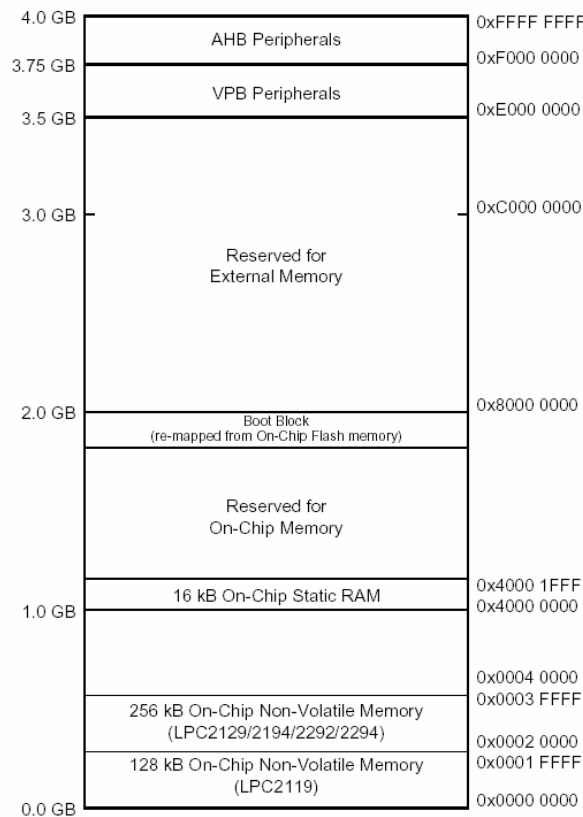 4.0 GB
0xFFFF FFFF
AHB Peripherals
3.75 GB
0xF000 0000
VPB Peripherals
3.5 GB
0xE000 0000
3.0 GB
0xC000 0000
Reserved for
External Memory
2.0 GB
0x8000 0000
Boot Block
(re-mapped from On-Chip Flash memory)
Reserved for
On-Chip Memory
0x4000 1FFF
16 kB On-Chip Static RAM
1.0 GB
0x4000 0000
0x0004 0000
0x0003 FFFF
256 kB On-Chip Non-Volatile Memory
(LPC2129/2194/2292/2294)
0x0002 0000
128 kB On-Chip Non-Volatile Memory
0x0001 FFFF
(LPC2119)
0.0 GB
0x0000 0000